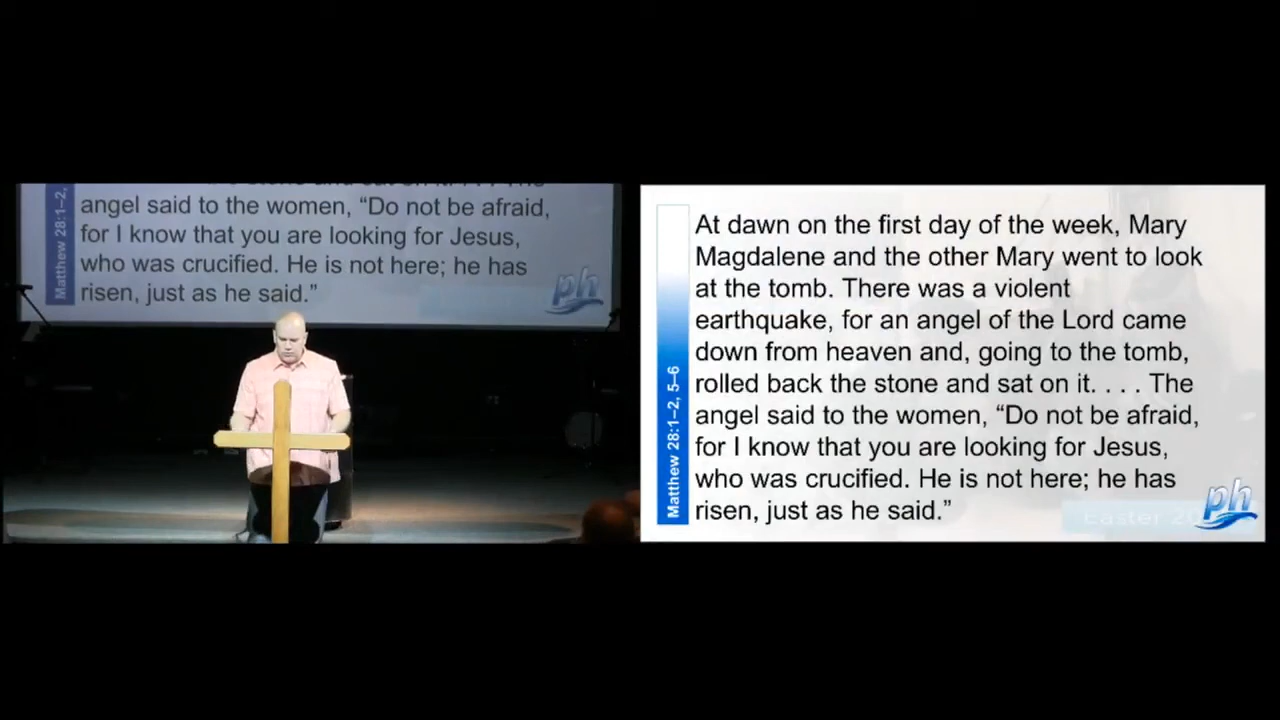 Matthew 28:1–2,
angel said to the women, “Do not be afraid,
for I know that you are looking for Jesus,
who was crucified. He is not here; he has
risen, just as he said.”
ph
Matthew 28:1–2, 5–6
At dawn on the first day of the week, Mary
Magdalene and the other Mary went to look
at the tomb. There was a violent
earthquake, for an angel of the Lord came
down from heaven and, going to the tomb,
rolled back the stone and sat on it. . . . The
angel said to the women, “Do not be afraid,
for I know that you are looking for Jesus,
who was crucified. He is not here; he has
risen, just as he said.”
Easter
ph